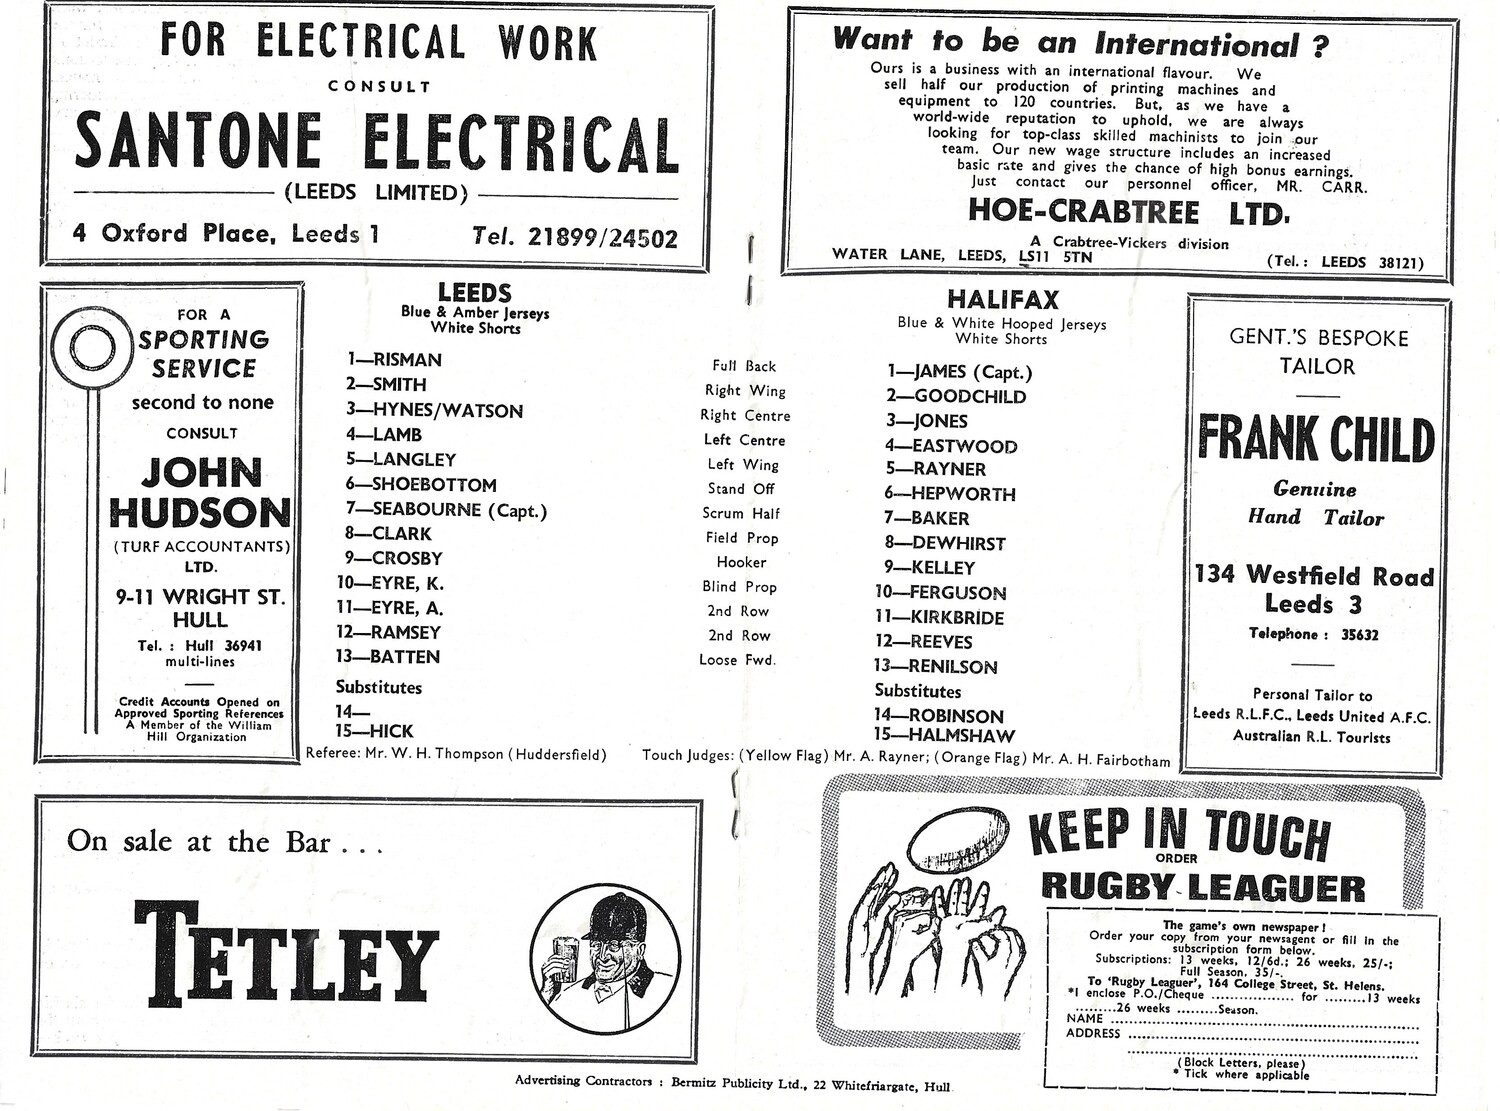 FOR ELECTRICAL WORK
CONSULT
SANTONE ELECTRICAL
(LEEDS LIMITED)
4 Oxford Place, Leeds 1 Tel. 21899/24502
Want to be an International ?
Ours is a business with an international flavour. We
sell half our production of printing machines and
equipment to 120 countries. But, as we have a
world-wide reputation to uphold, we are always
looking for top-class skilled machinists to join our
team. Our new wage structure includes an increased
basic rate and gives the chance of high bonus earnings.
Just contact our personnel officer, MR. CARR.
HOE-CRABTREE LTD.
A Crabtree-Vickers division
WATER LANE, LEEDS, LS11 5TN (Tel.: LEEDS 38121)
FOR A
SPORTING
SERVICE
second to none
CONSULT
JOHN
HUDSON
(TURF ACCOUNTANTS)
LTD.
9-11 WRIGHT ST.
HULL
Tel. : Hull 36941
multi-lines
Credit Accounts Opened on
Approved Sporting References
A Member of the William
Hill Organization
LEEDS
Blue & Amber Jerseys
White Shorts
1—RISMAN
2—SMITH
3—HYNES/WATSON
4—LAMB
5—LANGLEY
6—SHOEBOTTOM
7—SEABOURNE (Capt.)
8—CLARK
9—CROSBY
10—EYRE, K.
11—EYRE, A.
12—RAMSEY
13—BATTEN
Substitutes
14—
15—HICK
Full Back
Right Wing
Right Centre
Left Centre
Left Wing
Stand Off
Scrum Half
Field Prop
Hooker
Blind Prop
2nd Row
2nd Row
Loose Fwd.
HALIFAX
Blue & White Hooped Jerseys
White Shorts
1—JAMES (Capt.)
2—GOODCHILD
3—JONES
4—EASTWOOD
5—RAYNER
6—HEPWORTH
7—BAKER
8—DEWHIRST
9—KELLEY
10—FERGUSON
11—KIRKBRIDE
12—REEVES
13—RENILSON
Substitutes
14—ROBINSON
15—HALMSHAW
Referee: Mr. W. H. Thompson (Huddersfield) Touch Judges: (Yellow Flag) Mr. A. Rayner; (Orange Flag) Mr. A. H. Fairbotham
GENT.'S BESPOKE
TAILOR
FRANK CHILD
Genuine
Hand Tailor
134 Westfield Road
Leeds 3
Telephone : 35632
Personal Tailor to
Leeds R.L.F.C., Leeds United A.F.C.
Australian R.L. Tourists
On sale at the Bar . . .
TETLEY
KEEP IN TOUCH
ORDER
RUGBY LEAGUER
The game's own newspaper!
Order your copy from your newsagent or fill in the
subscription form below.
Subscriptions: 13 weeks, 12/6d.; 26 weeks, 25/-;
Full Season, 35/-.
To 'Rugby Leaguer', 164 College Street, St. Helens.
*I enclose P.O./Cheque .................. for .........13 weeks
.........26 weeks .........Season.
NAME ........................................
ADDRESS ........................................
........................................
(Block Letters, please)
* Tick where applicable
Advertising Contractors : Bermitz Publicity Ltd., 22 Whitefriargate, Hull